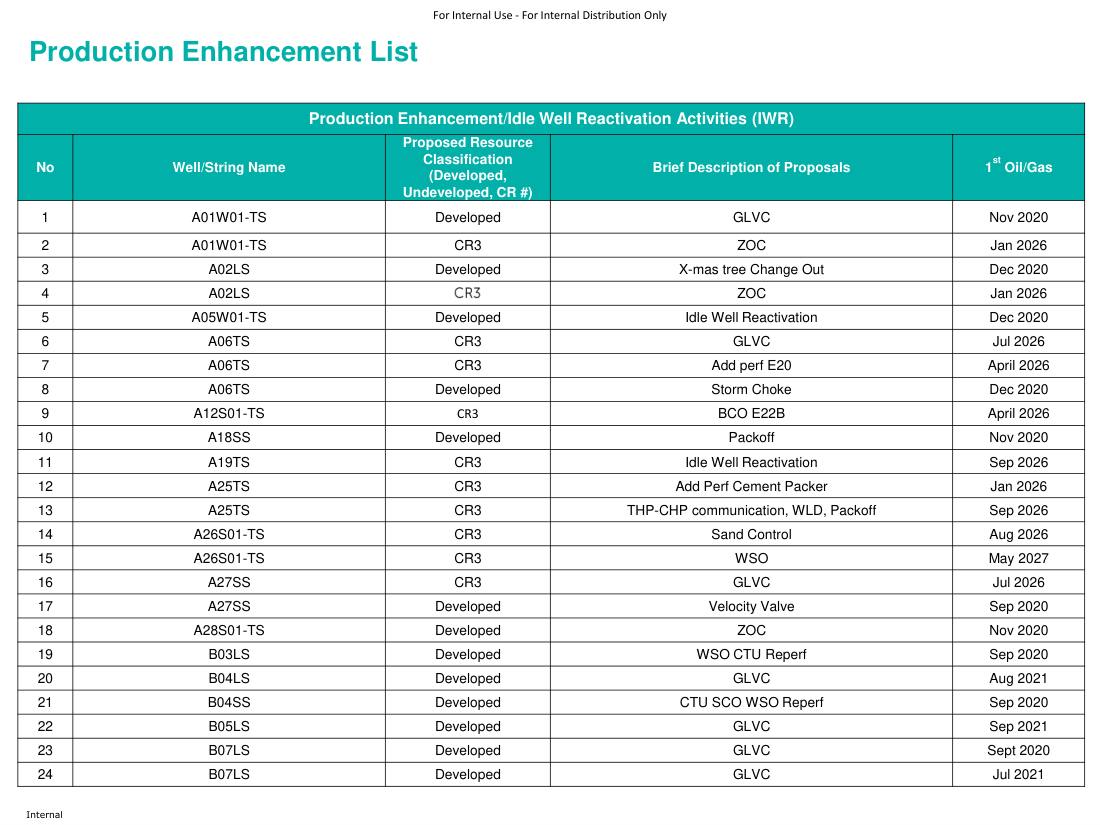 For Internal Use - For Internal Distribution Only
Production Enhancement List
Production Enhancement/Idle Well Reactivation Activities (IWR)
No Well/String Name Proposed Resource Classification (Developed, Undeveloped, CR #) Brief Description of Proposals 1st Oil/Gas
1 A01W01-TS Developed GLVC Nov 2020
2 A01W01-TS CR3 ZOC Jan 2026
3 A02LS Developed X-mas tree Change Out Dec 2020
4 A02LS CR3 ZOC Jan 2026
5 A05W01-TS Developed Idle Well Reactivation Dec 2020
6 A06TS CR3 GLVC Jul 2026
7 A06TS CR3 Add perf E20 April 2026
8 A06TS Developed Storm Choke Dec 2020
9 A12S01-TS CR3 BCO E22B April 2026
10 A18SS Developed Packoff Nov 2020
11 A19TS CR3 Idle Well Reactivation Sep 2026
12 A25TS CR3 Add Perf Cement Packer Jan 2026
13 A25TS CR3 THP-CHP communication, WLD, Packoff Sep 2026
14 A26S01-TS CR3 Sand Control Aug 2026
15 A26S01-TS CR3 WSO May 2027
16 A27SS CR3 GLVC Jul 2026
17 A27SS Developed Velocity Valve Sep 2020
18 A28S01-TS Developed ZOC Nov 2020
19 B03LS Developed WSO CTU Reperf Sep 2020
20 B04LS Developed GLVC Aug 2021
21 B04SS Developed CTU SCO WSO Reperf Sep 2020
22 B05LS Developed GLVC Sep 2021
23 B07LS Developed GLVC Sept 2020
24 B07LS Developed GLVC Jul 2021
Internal